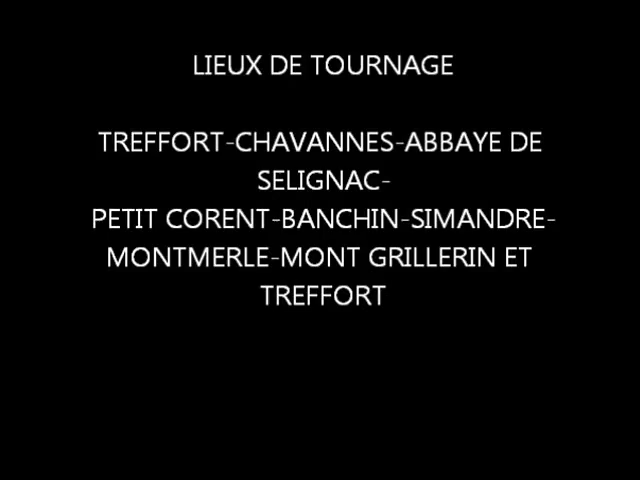 LIEUX DE TOURNAGE
TREFFORT-CHAVANNES-ABBAYE DE
SELIGNAC-
PETIT CORENT-BANCHIN-SIMANDRE-
MONTMERLE-MONT GRILLERIN ET
TREFFORT